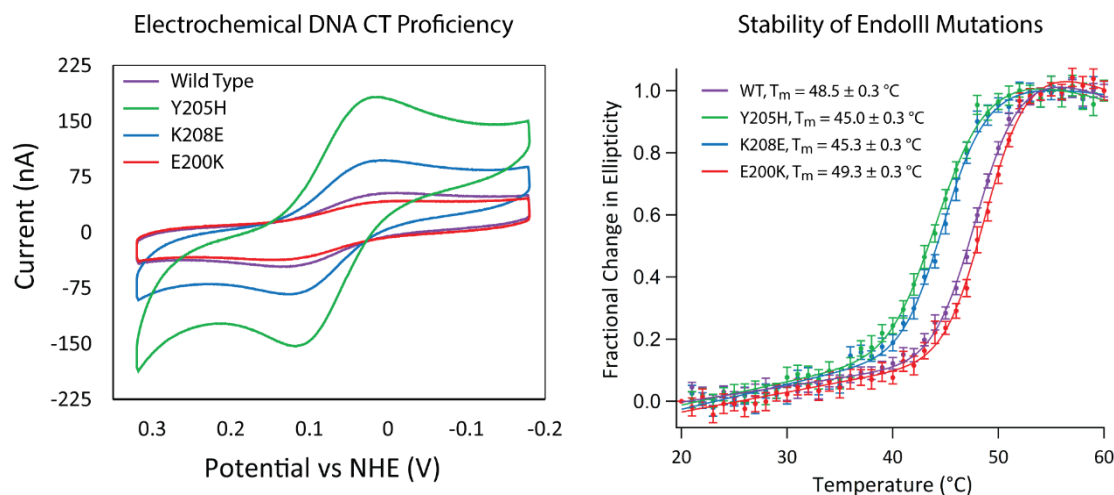 Electrochemical DNA CT Proficiency
225
150
75
0
-75
-150
-225
Current (nA)
Wild Type
Y205H
K208E
E200K
0.3 0.2 0.1 0 -0.1 -0.2
Potential vs NHE (V)
Stability of EndoIII Mutations
1.0
0.8
0.6
0.4
0.2
0.0
Fractional Change in Ellipticity
WT, Tm = 48.5 ± 0.3 °C
Y205H, Tm = 45.0 ± 0.3 °C
K208E, Tm = 45.3 ± 0.3 °C
E200K, Tm = 49.3 ± 0.3 °C
20 30 40 50 60
Temperature (°C)